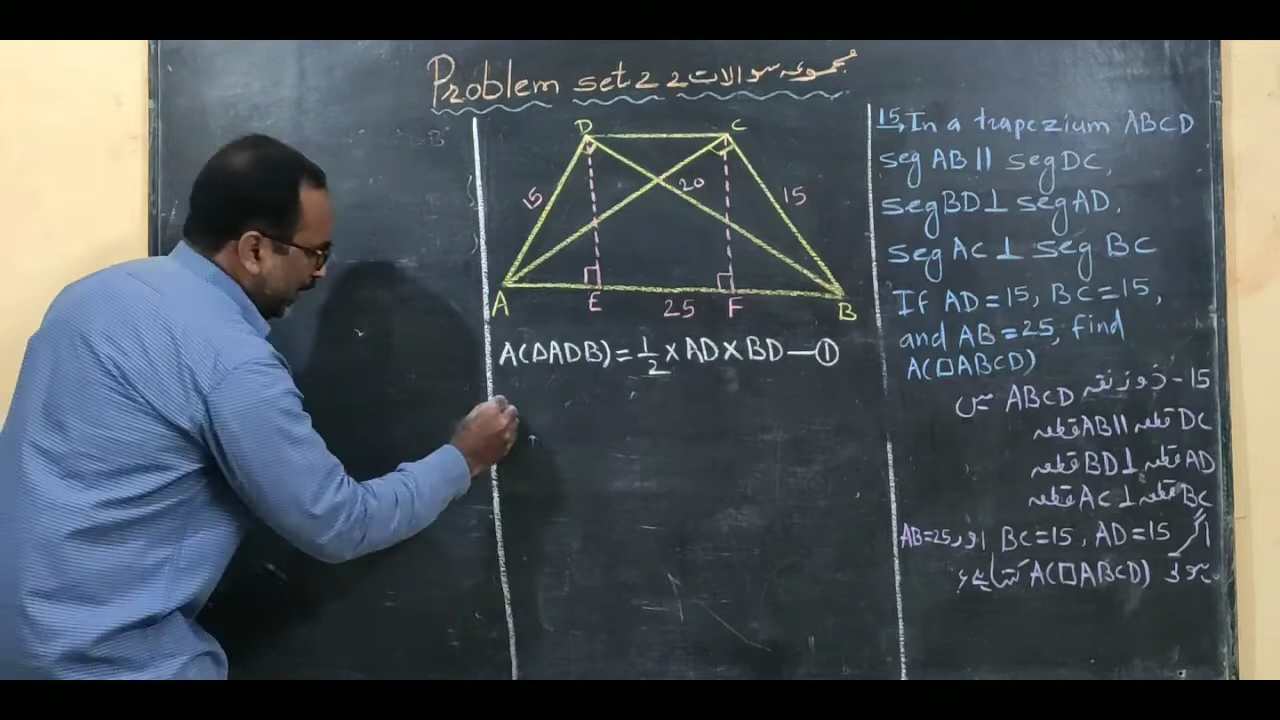 Problem set 2 2 مجموعہ سوالات
D C
15 20 15
A E 25 F B
A(△ADB) = 1/2 × AD × BD — ①
15, In a trapezium ABCD
seg AB || seg DC,
seg BD ⊥ seg AD,
seg AC ⊥ seg BC
If AD = 15, BC = 15,
and AB = 25, find
A(□ABCD)
15 - ذوزنقہ ABCD میں
قطعہ AB || قطعہ DC
قطعہ BD ⊥ قطعہ AD
قطعہ AC ⊥ قطعہ BC
اگر AD = 15 , BC = 15 اور AB = 25
ہو تو A(□ABCD)